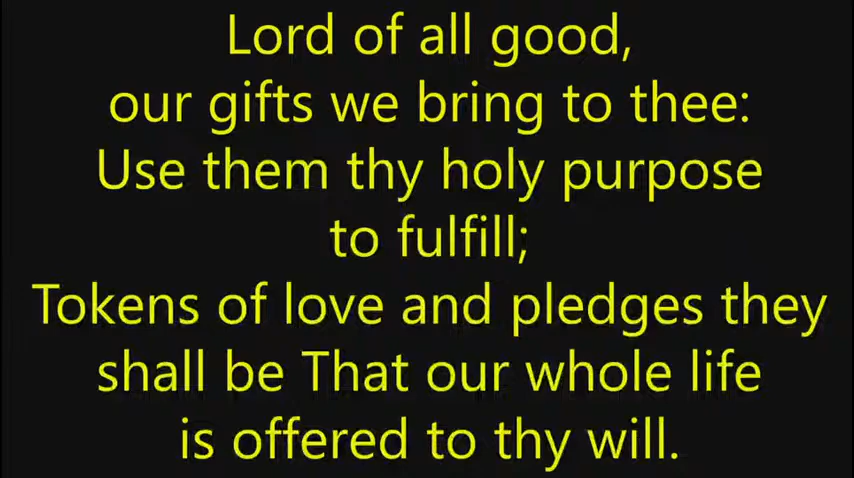 Lord of all good,
our gifts we bring to thee:
Use them thy holy purpose
to fulfill;
Tokens of love and pledges they
shall be That our whole life
is offered to thy will.